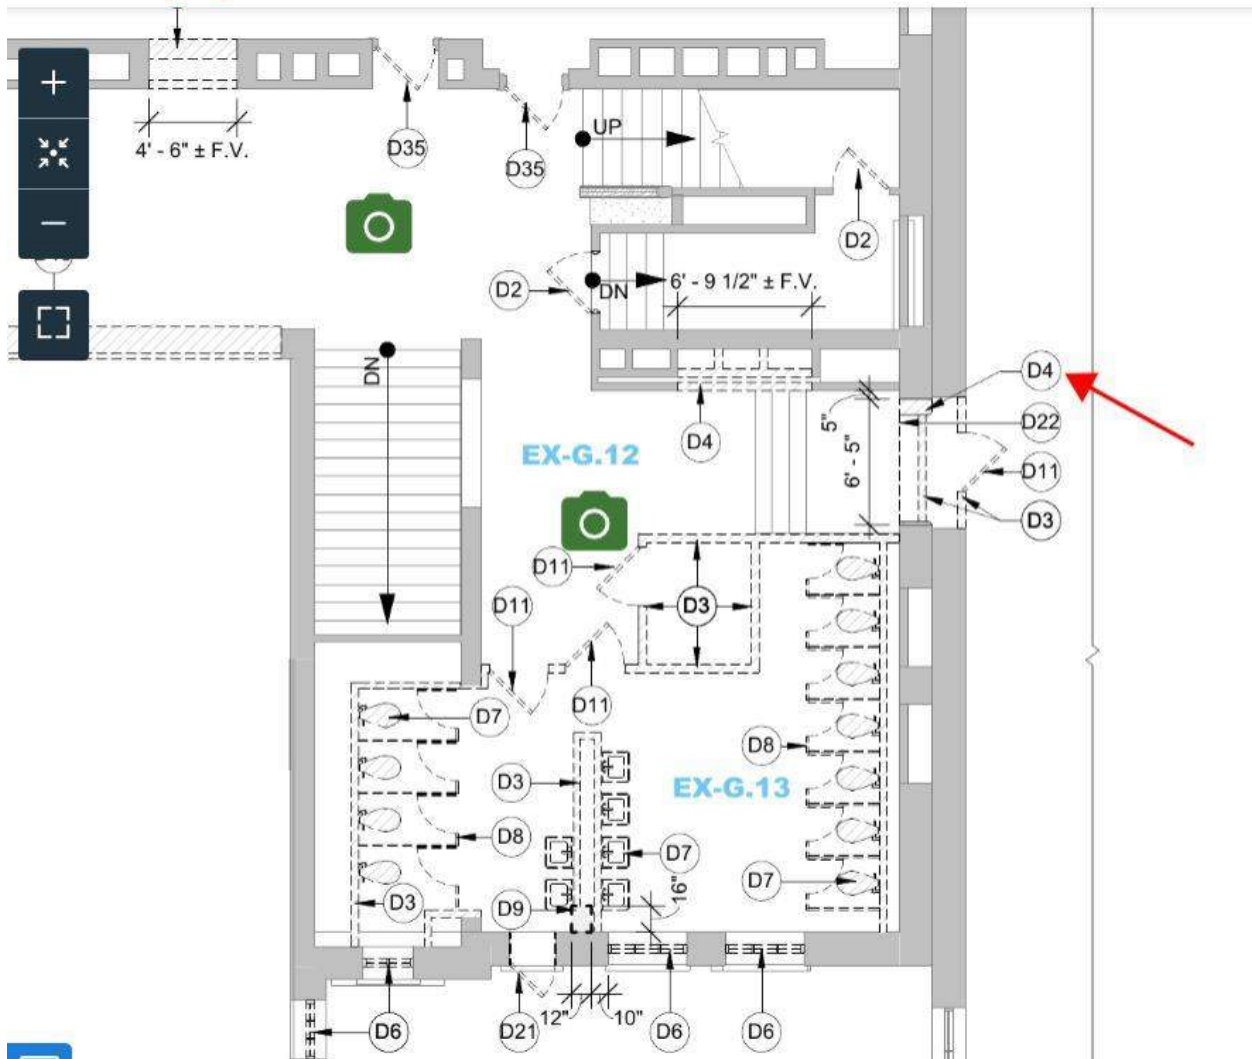 4' - 6" ± F.V.
D35
D35
UP
D2
D2
DN
6' - 9 1/2" ± F.V.
DN
D4
D4
EX-G.12
5"
6' - 5"
D22
D11
D3
D11
D11
D3
D11
D7
D8
D3
EX-G.13
D8
D7
D7
D3
D9
16"
D6
D21
12"
10"
D6
D6